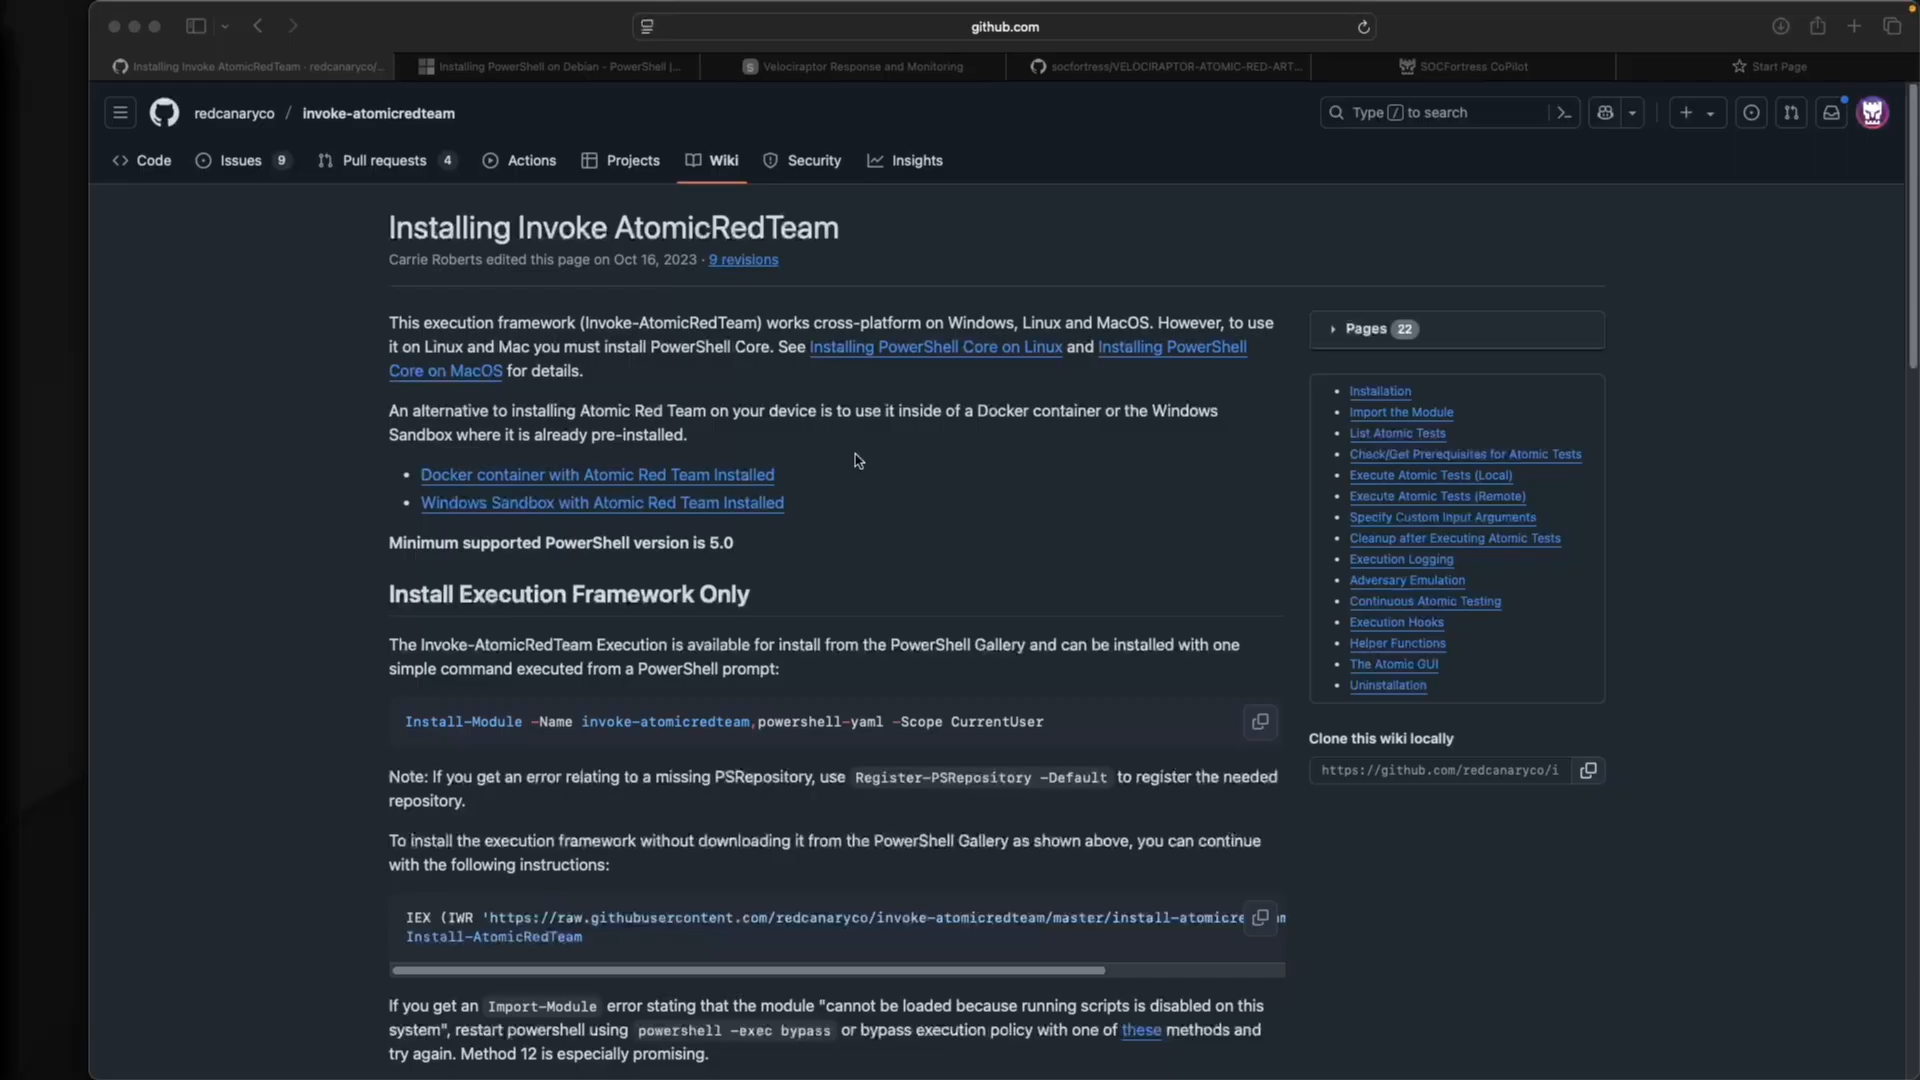 github.com
Installing Invoke AtomicRedTeam · redcanaryco/...
Installing PowerShell on Debian - PowerShell |...
Velociraptor Response and Monitoring
socfortress/VELOCIRAPTOR-ATOMIC-RED-ART...
SOCFortress CoPilot
Start Page
redcanaryco / invoke-atomicredteam
Type / to search
Code
Issues 9
Pull requests 4
Actions
Projects
Wiki
Security
Insights
Installing Invoke AtomicRedTeam
Carrie Roberts edited this page on Oct 16, 2023 · 9 revisions
This execution framework (Invoke-AtomicRedTeam) works cross-platform on Windows, Linux and MacOS. However, to use
it on Linux and Mac you must install PowerShell Core. See Installing PowerShell Core on Linux and Installing PowerShell
Core on MacOS for details.
An alternative to installing Atomic Red Team on your device is to use it inside of a Docker container or the Windows
Sandbox where it is already pre-installed.
• Docker container with Atomic Red Team Installed
• Windows Sandbox with Atomic Red Team Installed
Minimum supported PowerShell version is 5.0
Install Execution Framework Only
The Invoke-AtomicRedTeam Execution is available for install from the PowerShell Gallery and can be installed with one
simple command executed from a PowerShell prompt:
Install-Module -Name invoke-atomicredteam,powershell-yaml -Scope CurrentUser
Note: If you get an error relating to a missing PSRepository, use Register-PSRepository -Default to register the needed
repository.
To install the execution framework without downloading it from the PowerShell Gallery as shown above, you can continue
with the following instructions:
IEX (IWR 'https://raw.githubusercontent.com/redcanaryco/invoke-atomicredteam/master/install-atomicre
Install-AtomicRedTeam
If you get an Import-Module error stating that the module "cannot be loaded because running scripts is disabled on this
system", restart powershell using powershell -exec bypass or bypass execution policy with one of these methods and
try again. Method 12 is especially promising.
Pages 22
• Installation
• Import the Module
• List Atomic Tests
• Check/Get Prerequisites for Atomic Tests
• Execute Atomic Tests (Local)
• Execute Atomic Tests (Remote)
• Specify Custom Input Arguments
• Cleanup after Executing Atomic Tests
• Execution Logging
• Adversary Emulation
• Continuous Atomic Testing
• Execution Hooks
• Helper Functions
• The Atomic GUI
• Uninstallation
Clone this wiki locally
https://github.com/redcanaryco/i